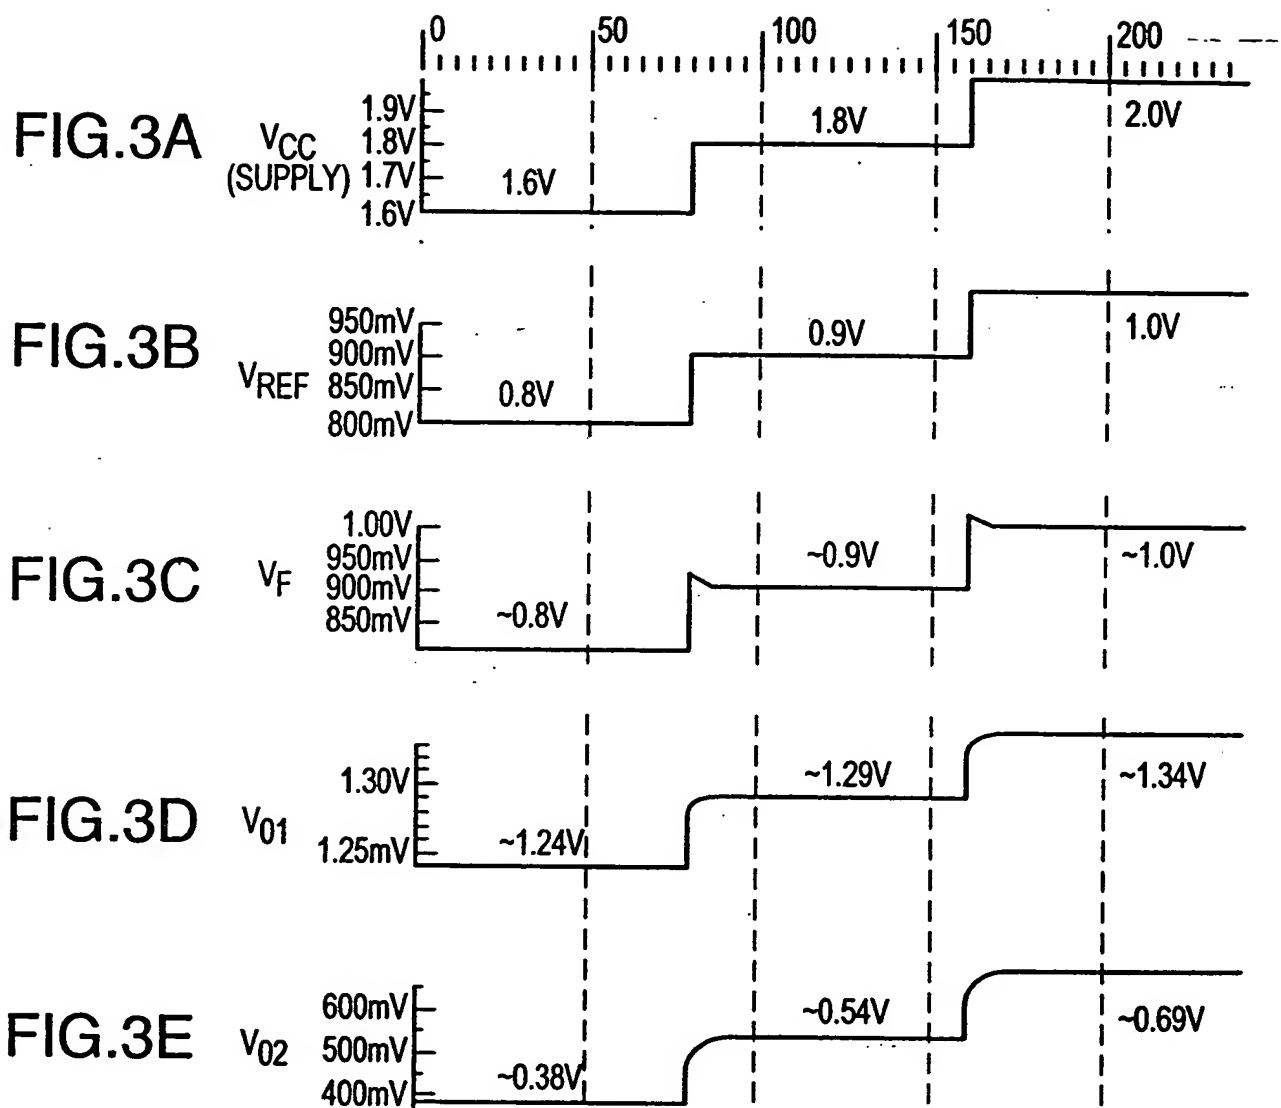 0 50 100 150 200
FIG.3A
VCC
(SUPPLY)
1.9V
1.8V
1.7V
1.6V
1.6V
1.8V
2.0V
FIG.3B
VREF
950mV
900mV
850mV
800mV
0.8V
0.9V
1.0V
FIG.3C
VF
1.00V
950mV
900mV
850mV
~0.8V
~0.9V
~1.0V
FIG.3D
V01
1.30V
1.25mV
~1.24V
~1.29V
~1.34V
FIG.3E
V02
600mV
500mV
400mV
~0.38V
~0.54V
~0.69V